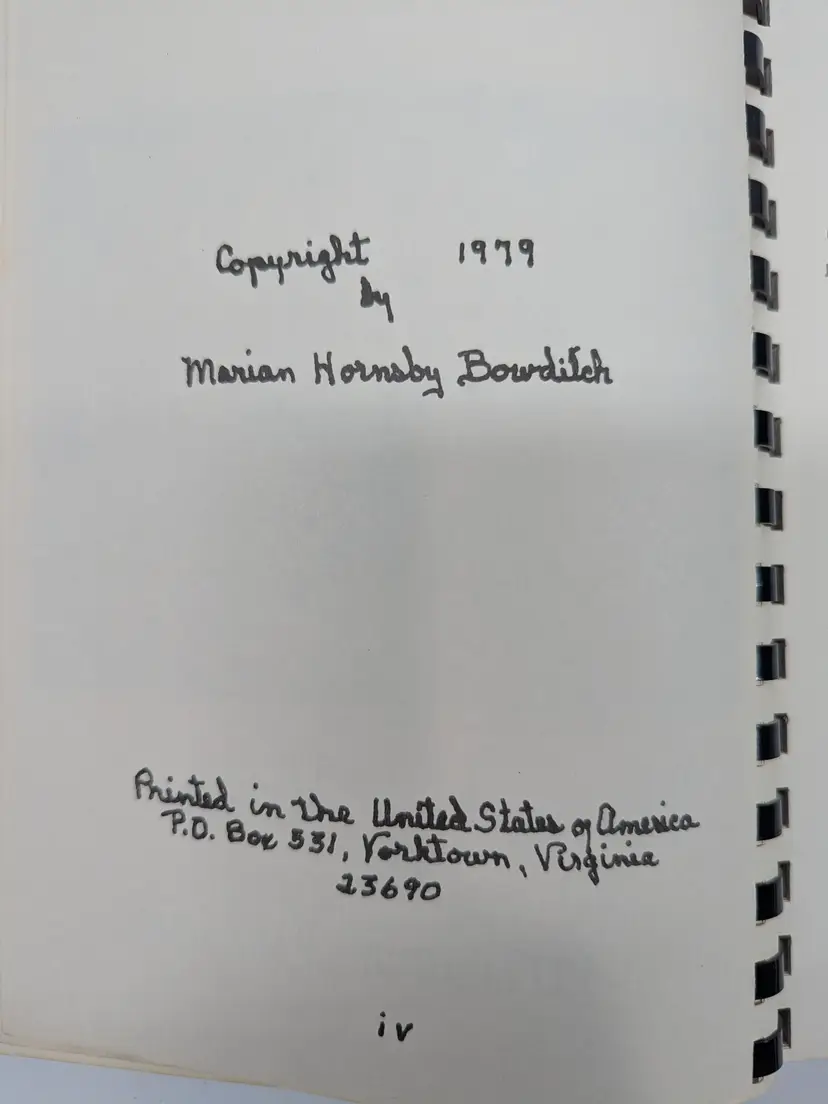 Copyright 1979
by
Marian Hornsby Bowditch
Printed in the United States of America
P.O. Box 531, Yorktown, Virginia
23690
iv